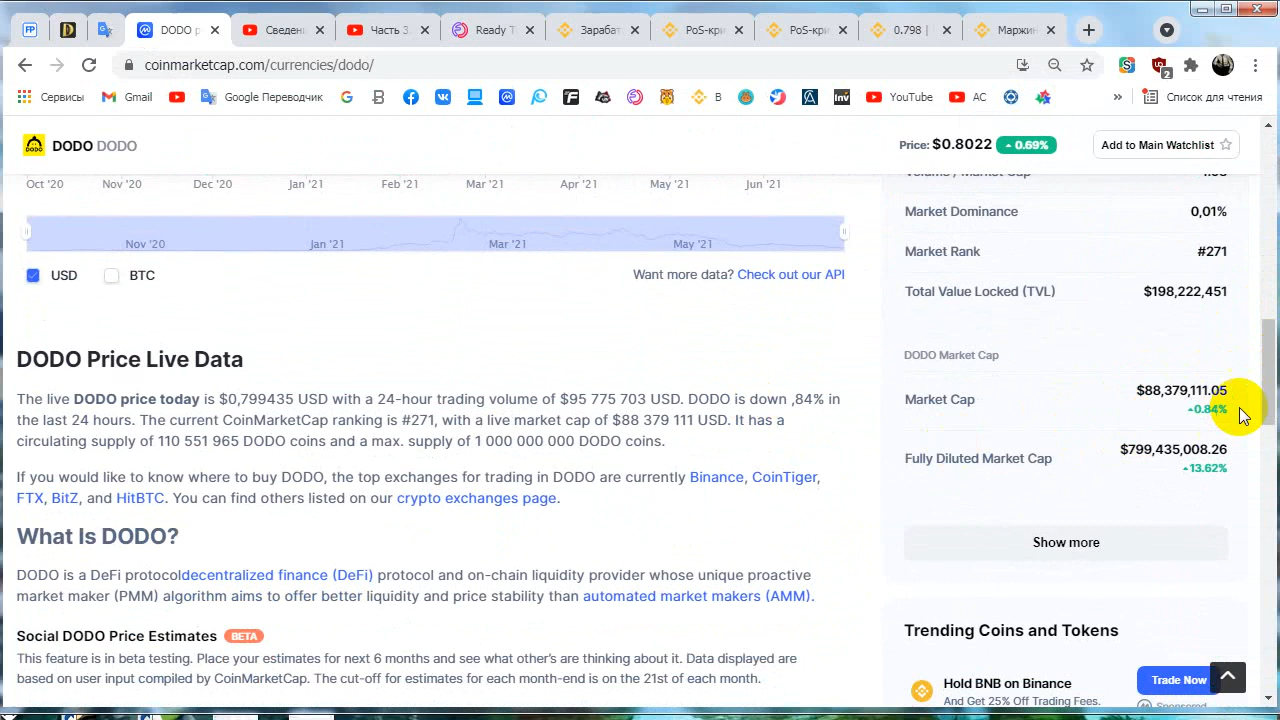 DODO p
Сведен
Часть 3
Ready T
Зарабат
PoS-кри
PoS-кри
0.798 |
Маржин
coinmarketcap.com/currencies/dodo/
2
Сервисы Gmail Google Переводчик B YouTube AC » Список для чтения
DODO DODO
Price: $0.8022 0.69% Add to Main Watchlist
Oct '20 Nov '20 Dec '20 Jan '21 Feb '21 Mar '21 Apr '21 May '21 Jun '21
Nov '20 Jan '21 Mar '21 May '21
USD BTC
Want more data? Check out our API
DODO Price Live Data
The live DODO price today is $0,799435 USD with a 24-hour trading volume of $95 775 703 USD. DODO is down ,84% in
the last 24 hours. The current CoinMarketCap ranking is #271, with a live market cap of $88 379 111 USD. It has a
circulating supply of 110 551 965 DODO coins and a max. supply of 1 000 000 000 DODO coins.
If you would like to know where to buy DODO, the top exchanges for trading in DODO are currently Binance, CoinTiger,
FTX, BitZ, and HitBTC. You can find others listed on our crypto exchanges page.
What Is DODO?
DODO is a DeFi protocoldecentralized finance (DeFi) protocol and on-chain liquidity provider whose unique proactive
market maker (PMM) algorithm aims to offer better liquidity and price stability than automated market makers (AMM).
Social DODO Price Estimates BETA
This feature is in beta testing. Place your estimates for next 6 months and see what other's are thinking about it. Data displayed are
based on user input compiled by CoinMarketCap. The cut-off for estimates for each month-end is on the 21st of each month.
Market Dominance 0,01%
Market Rank #271
Total Value Locked (TVL) $198,222,451
DODO Market Cap
Market Cap $88,379,111.05
0.84%
Fully Diluted Market Cap $799,435,008.26
13.62%
Show more
Trending Coins and Tokens
Hold BNB on Binance
And Get 25% Off Trading Fees.
Trade Now
Sponsored